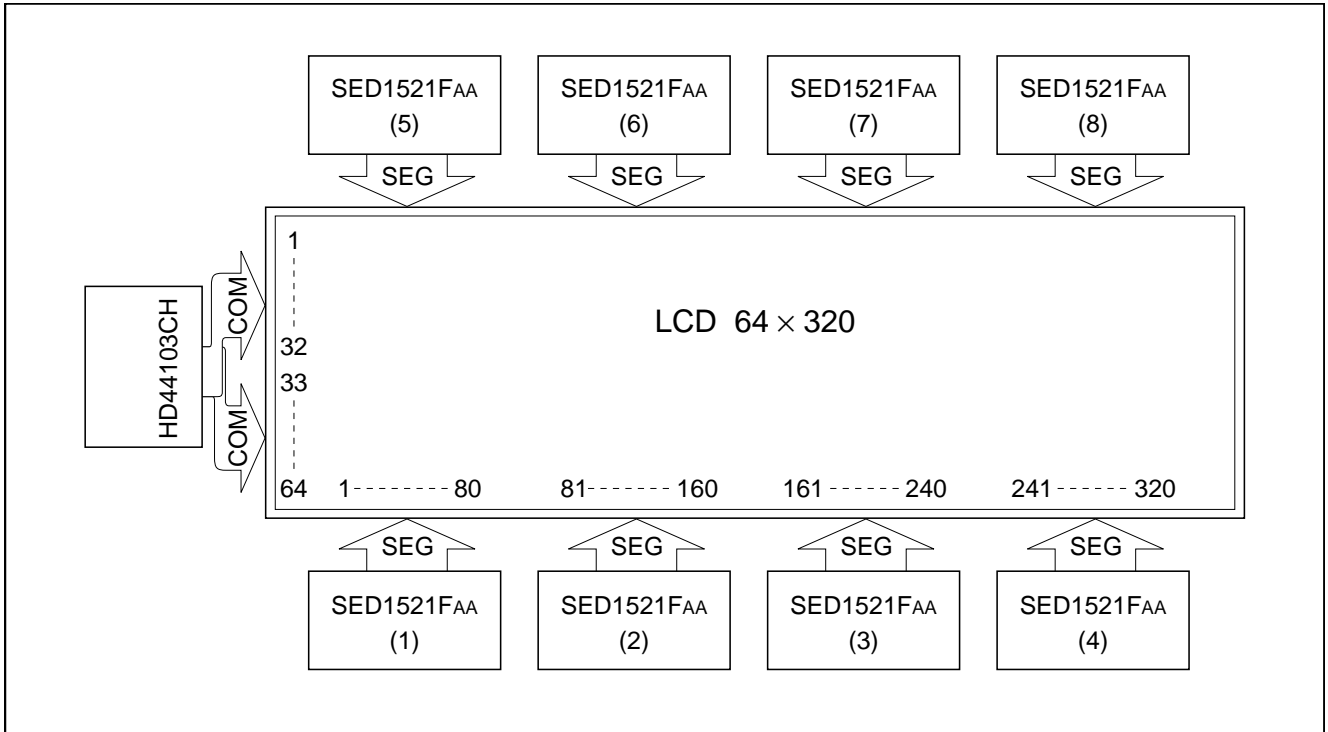 SED1521FAA
(5)
SED1521FAA
(6)
SED1521FAA
(7)
SED1521FAA
(8)
SEG
SEG
SEG
SEG
HD44103CH
COM
COM
1
32
33
64
LCD 64 × 320
1 -------- 80
81 ------ 160
161 ------ 240
241 ------ 320
SEG
SEG
SEG
SEG
SED1521FAA
(1)
SED1521FAA
(2)
SED1521FAA
(3)
SED1521FAA
(4)